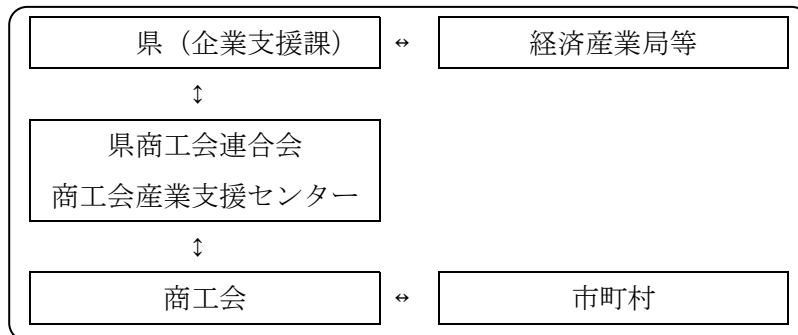 県（企業支援課） ↔ 経済産業局等
↕
県商工会連合会
商工会産業支援センター
↕
商工会 ↔ 市町村